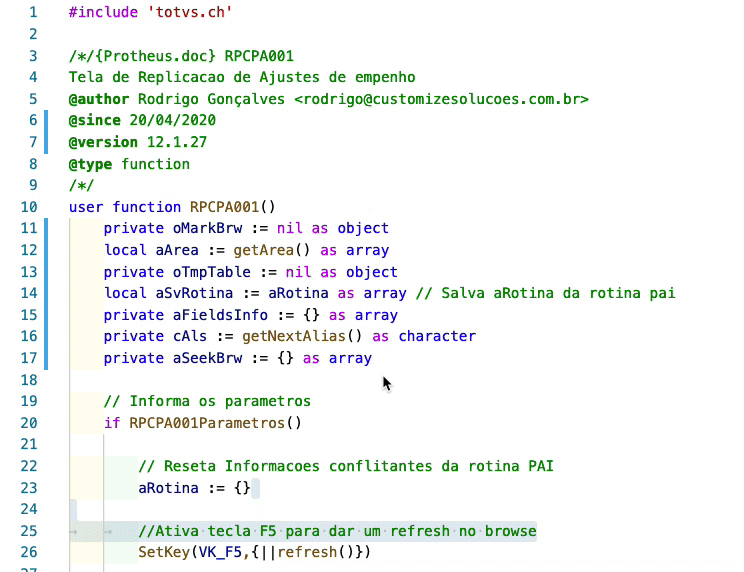 1 #include 'totvs.ch'
2
3 /*/{Protheus.doc} RPCPA001
4 Tela de Replicacao de Ajustes de empenho
5 @author Rodrigo Gonçalves <rodrigo@customizesolucoes.com.br>
6 @since 20/04/2020
7 @version 12.1.27
8 @type function
9 /*/
10 user function RPCPA001()
11     private oMarkBrw := nil as object
12     local aArea := getArea() as array
13     private oTmpTable := nil as object
14     local aSvRotina := aRotina as array // Salva aRotina da rotina pai
15     private aFieldsInfo := {} as array
16     private cAls := getNextAlias() as character
17     private aSeekBrw := {} as array
18
19     // Informa os parametros
20     if RPCPA001Parametros()
21
22         // Reseta Informacoes conflitantes da rotina PAI
23         aRotina := {}
24
25         //Ativa tecla F5 para dar um refresh no browse
26         SetKey(VK_F5,{||refresh()})
27